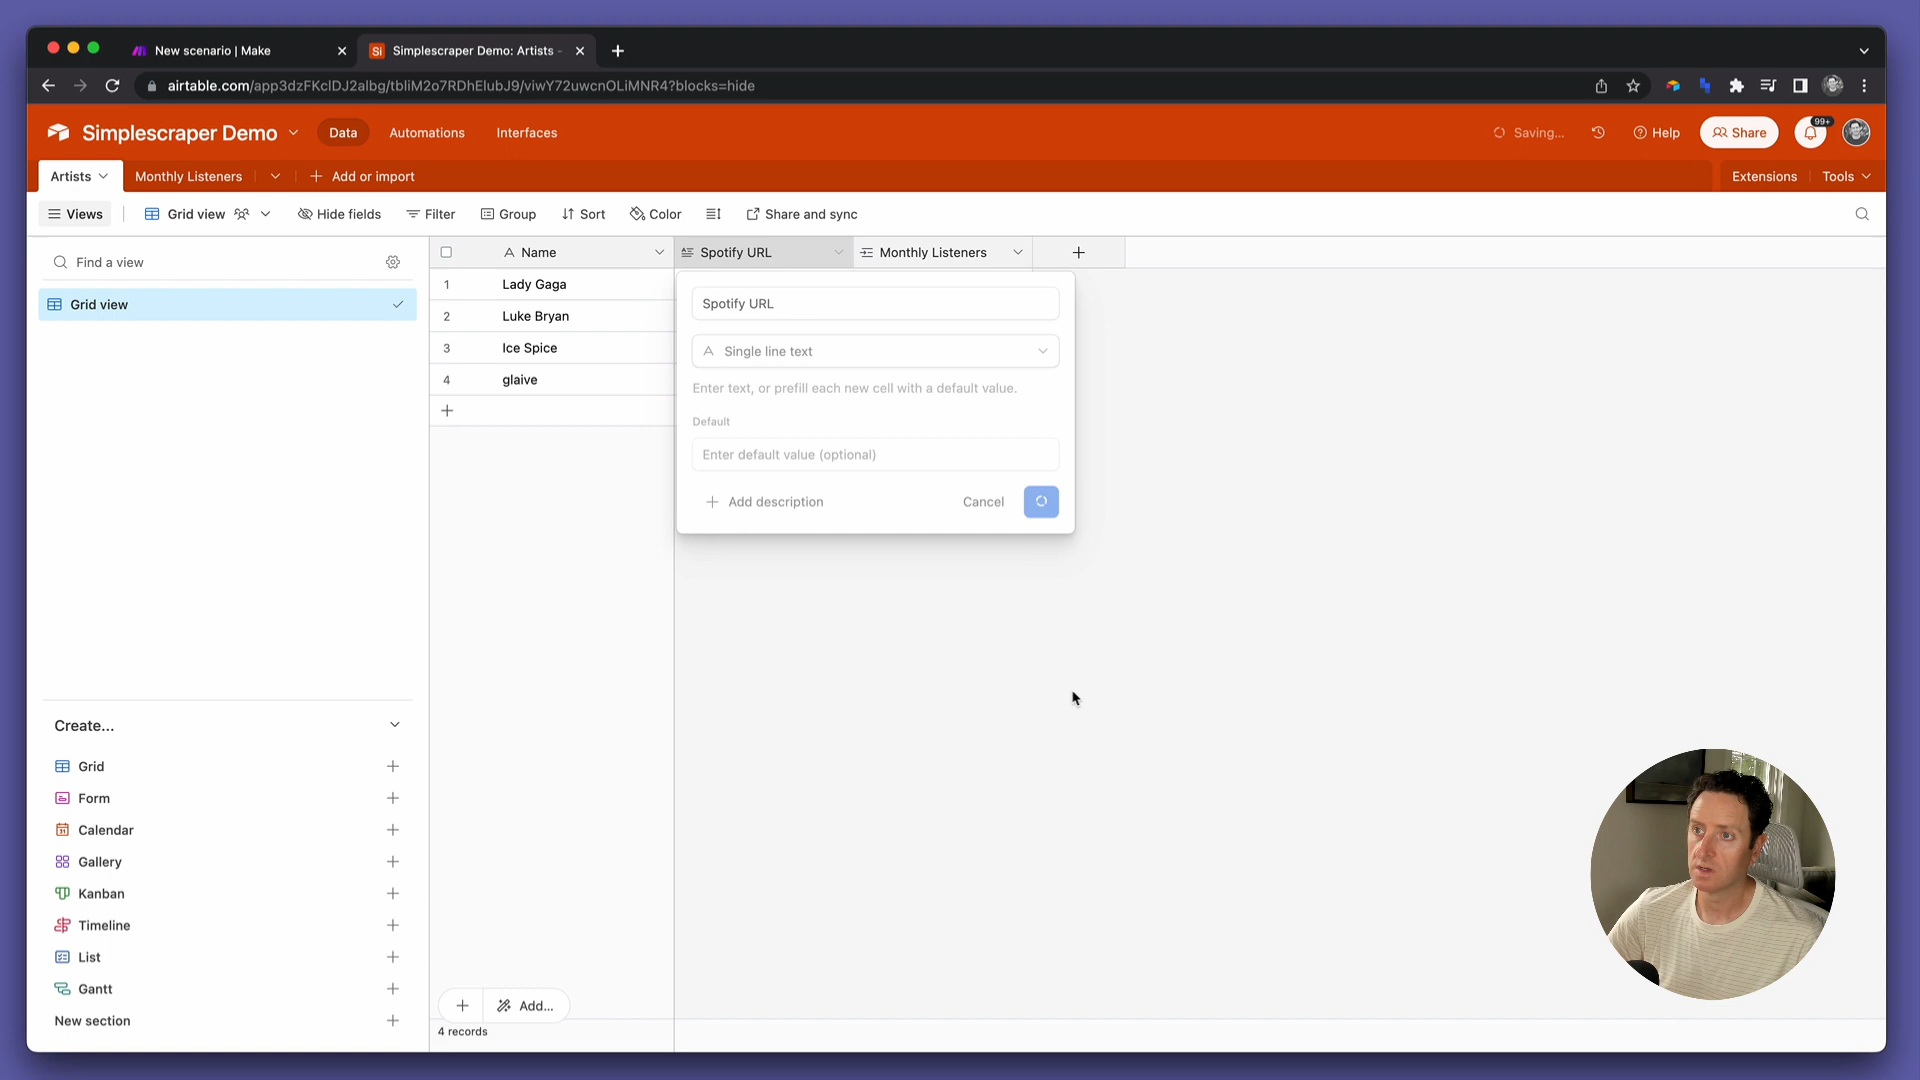 New scenario | Make
Si Simplescraper Demo: Artists -
airtable.com/app3dzFKclDJ2albg/tbliM2o7RDhElubJ9/viwY72uwcnOLiMNR4?blocks=hide
Simplescraper Demo
Data
Automations
Interfaces
Saving...
Help
Share
99+
Artists
Monthly Listeners
Add or import
Extensions
Tools
Views
Grid view
Hide fields
Filter
Group
Sort
Color
Share and sync
Find a view
Grid view
A Name
Spotify URL
Monthly Listeners
1 Lady Gaga
2 Luke Bryan
3 Ice Spice
4 glaive
Spotify URL
A Single line text
Enter text, or prefill each new cell with a default value.
Default
Enter default value (optional)
Add description
Cancel
Create...
Grid
Form
Calendar
Gallery
Kanban
Timeline
List
Gantt
New section
Add...
4 records